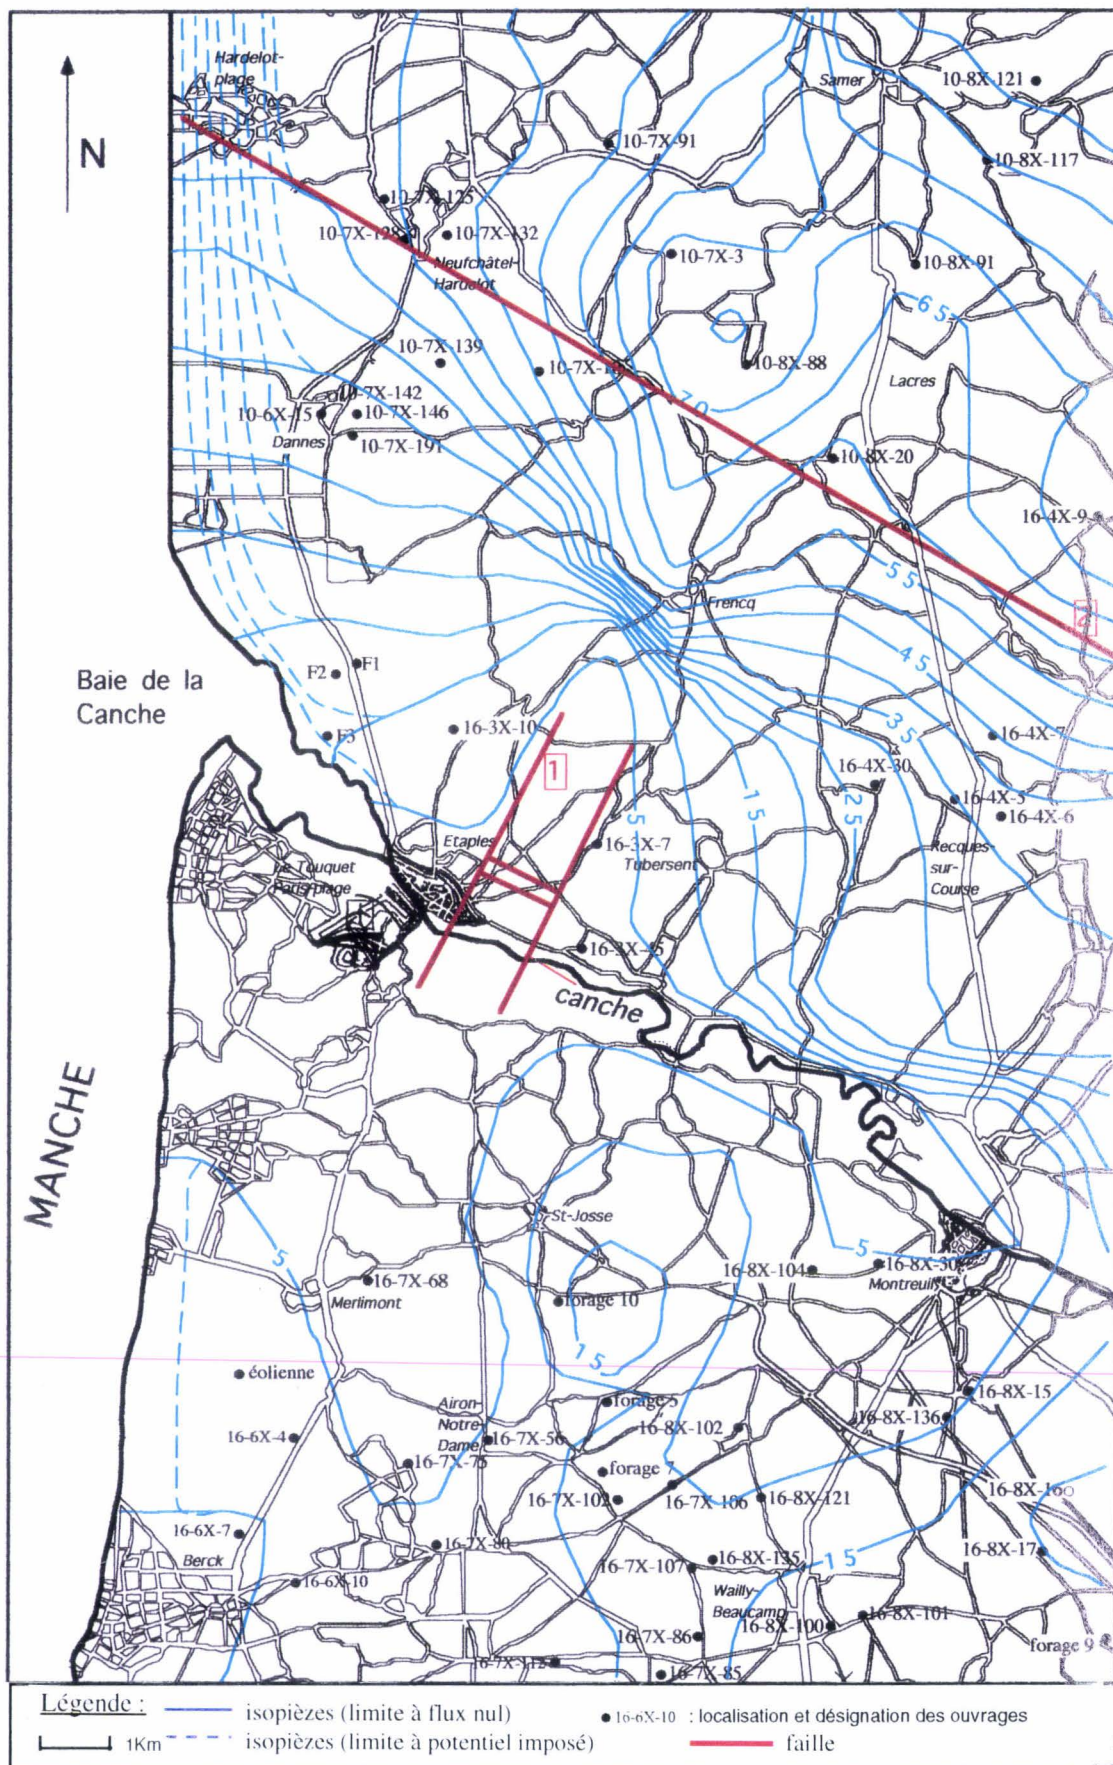 Hardelot-
plage
Samer
10-8X-121
10-7X-91
N
10-8X-117
10-7X-125
10-7X-132
10-7X-3
10-8X-91
Neufchâtel-
Hardelot
65
10-7X-139
10-8X-88
Lacres
10-7X-142
70
10-6X-15
10-7X-146
Dannes
10-7X-191
10-8X-20
16-4X-9
55
Frencq
2
45
F1
F2
Baie de la
Canche
35
16-3X-10
F3
16-4X-7
1
16-4X-30
25
15
5
16-4X-5
16-4X-6
Etaples
16-3X-7
Tubersent
Recques-
sur-
Course
Le Touquet
Paris plage
canche
MANCHE
St-Josse
5
5
16-8X-104
16-8X-30
16-7X-68
Montreuil
Merlimont
forage 10
15
éolienne
16-8X-15
Airon-
Notre-
Dame
forage 5
16-8X-136
16-8X-102
16-6X-4
16-7X-56
16-7X-75
forage 7
16-7X-102
16-7X-106
16-8X-121
16-8X-16
16-6X-7
16-7X-80
16-8X-17
Berck
16-7X-107
16-8X-135
15
16-6X-10
Wailly-
Beaucamp
16-8X-101
16-8X-100
16-7X-86
forage 9
16-7X-112
16-7X-85
Légende :
isopièzes (limite à flux nul)
16-6X-10 : localisation et désignation des ouvrages
1Km
isopièzes (limite à potentiel imposé)
faille